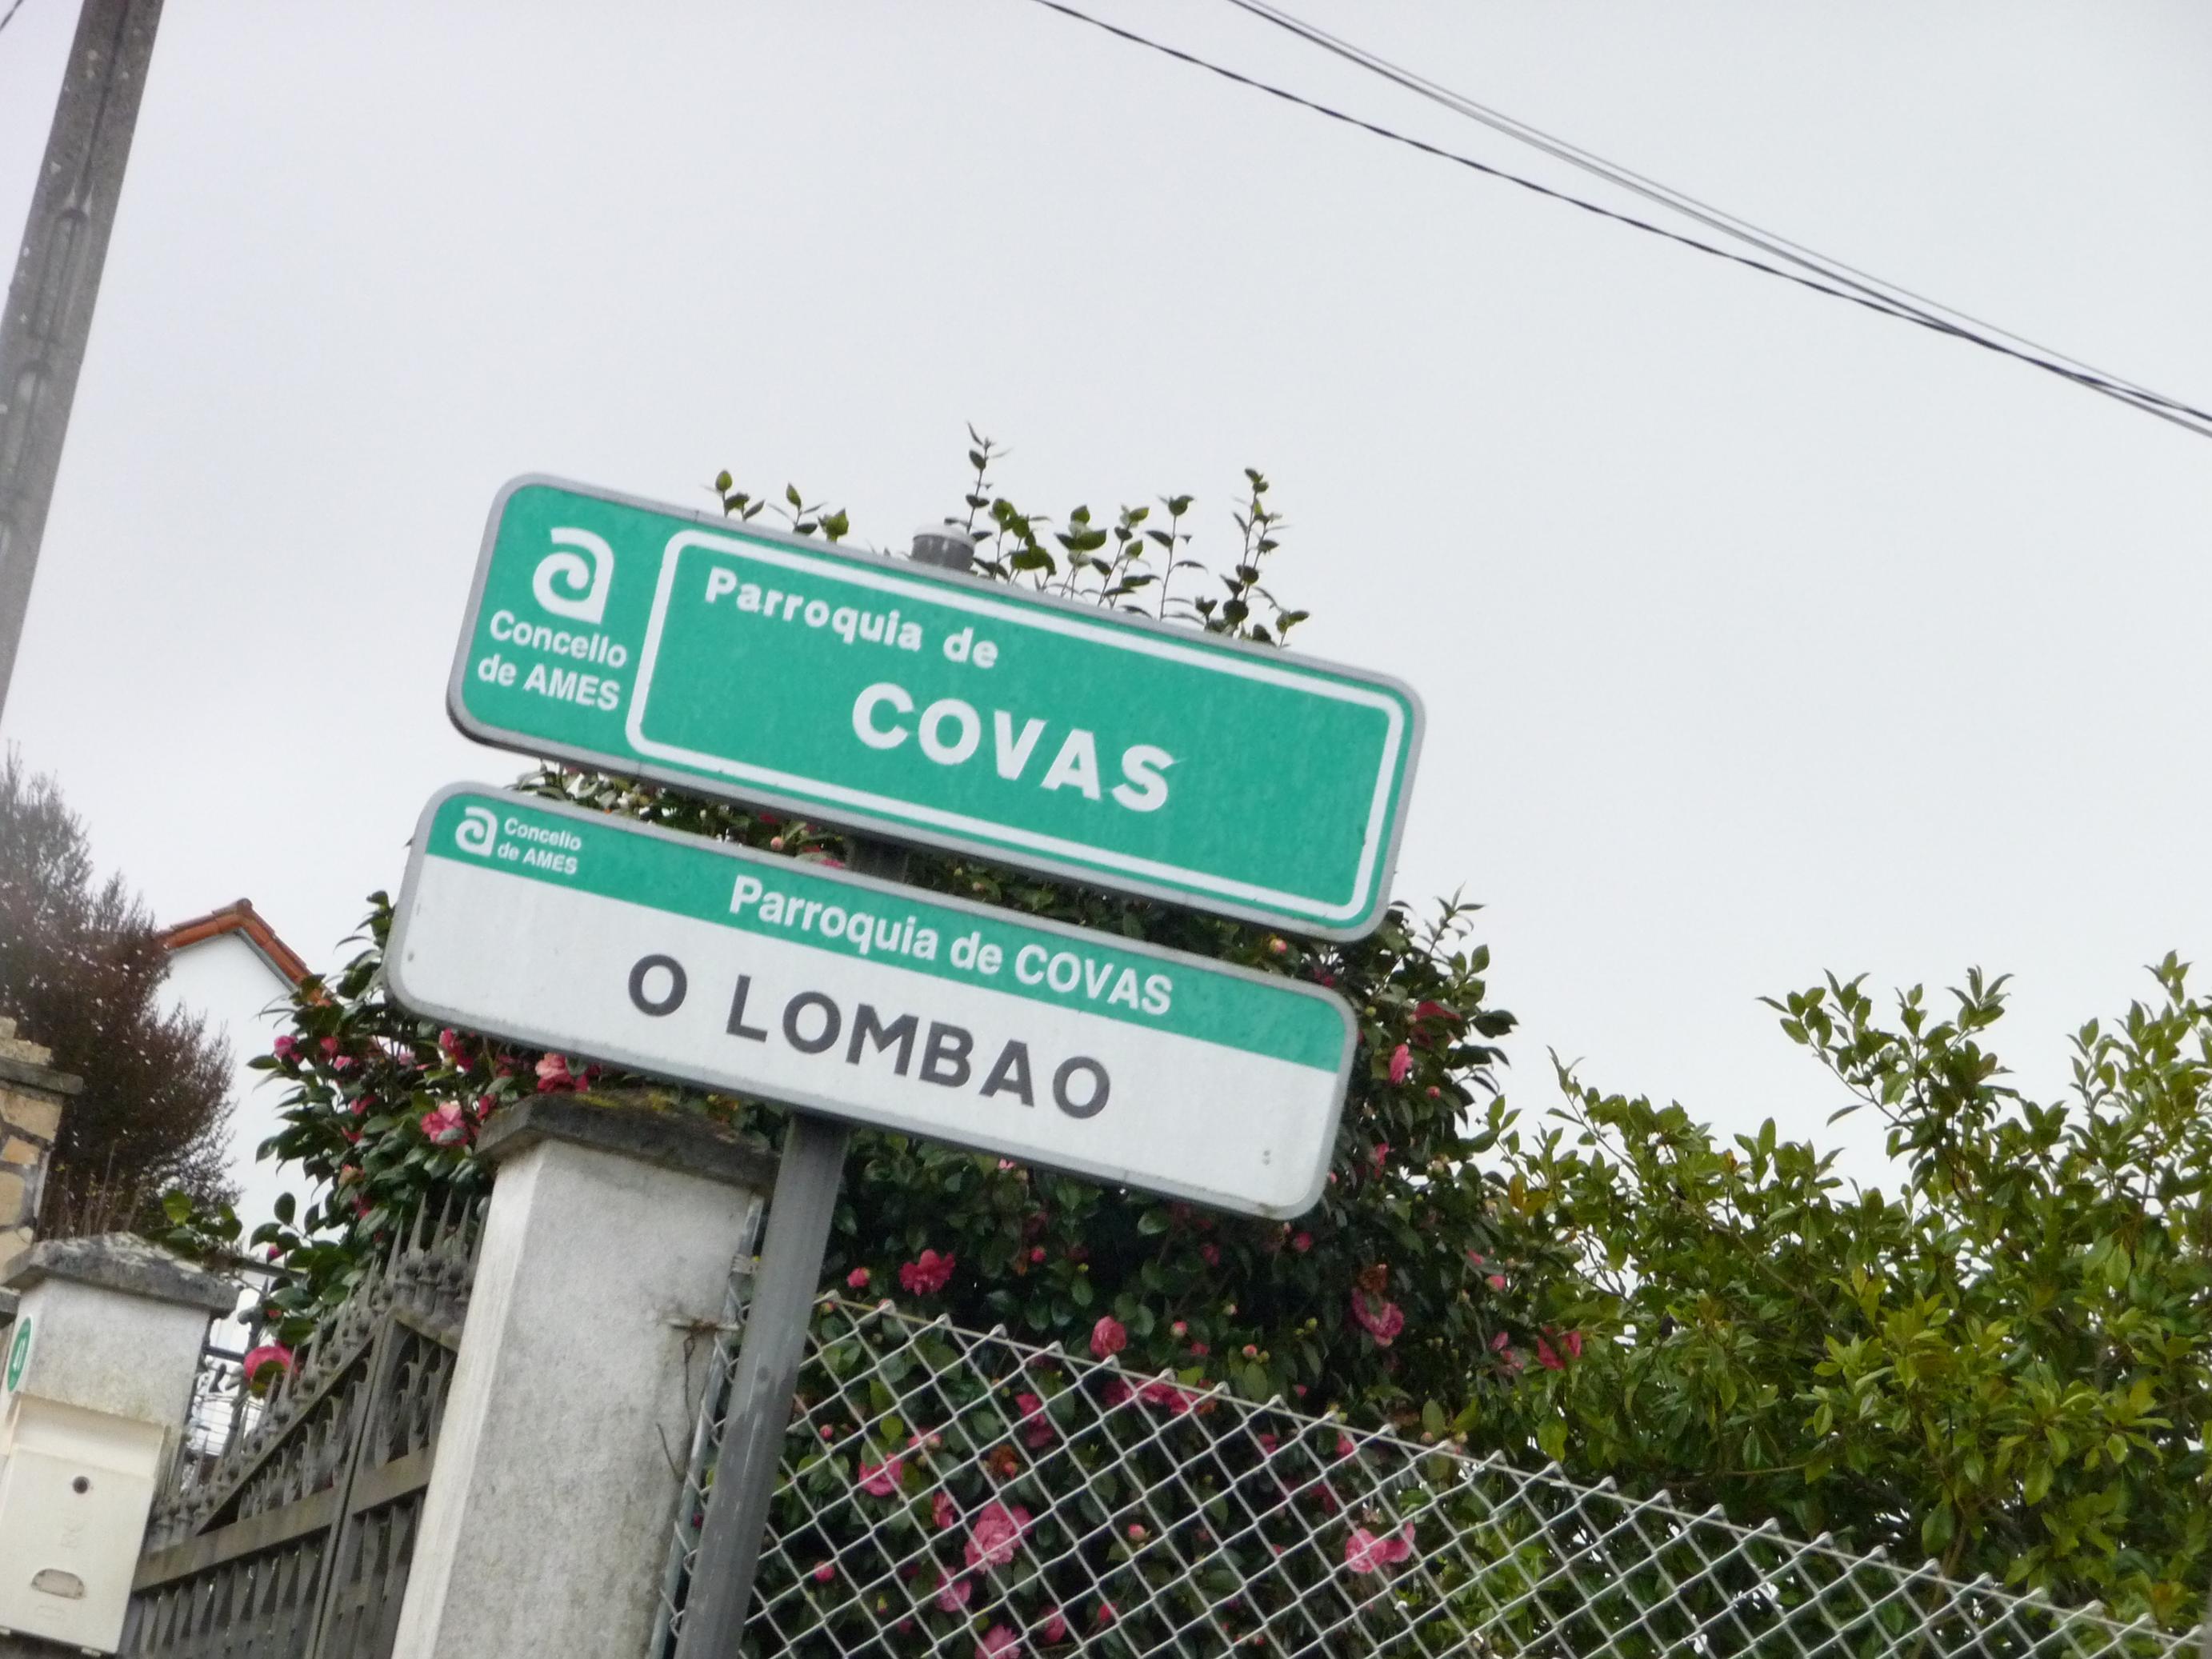 Concello
de AMES
Parroquia de
COVAS
Concello
de AMES
Parroquia de COVAS
O LOMBAO